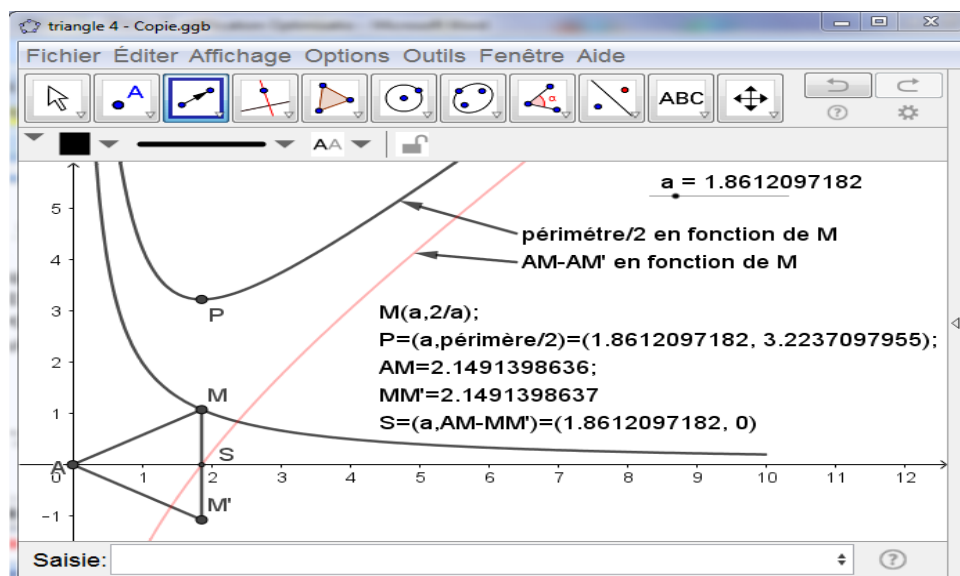 triangle 4 - Copie.ggb
Fichier Éditer Affichage Options Outils Fenêtre Aide
A
α
ABC
AA
a = 1.8612097182
périmétre/2 en fonction de M
AM-AM' en fonction de M
M(a,2/a);
P=(a,périmère/2)=(1.8612097182, 3.2237097955);
AM=2.1491398636;
MM'=2.1491398637
S=(a,AM-MM')=(1.8612097182, 0)
P
M
S
A
M'
5
4
3
2
1
-1
0 1 2 3 4 5 6 7 8 9 10 11 12
Saisie: